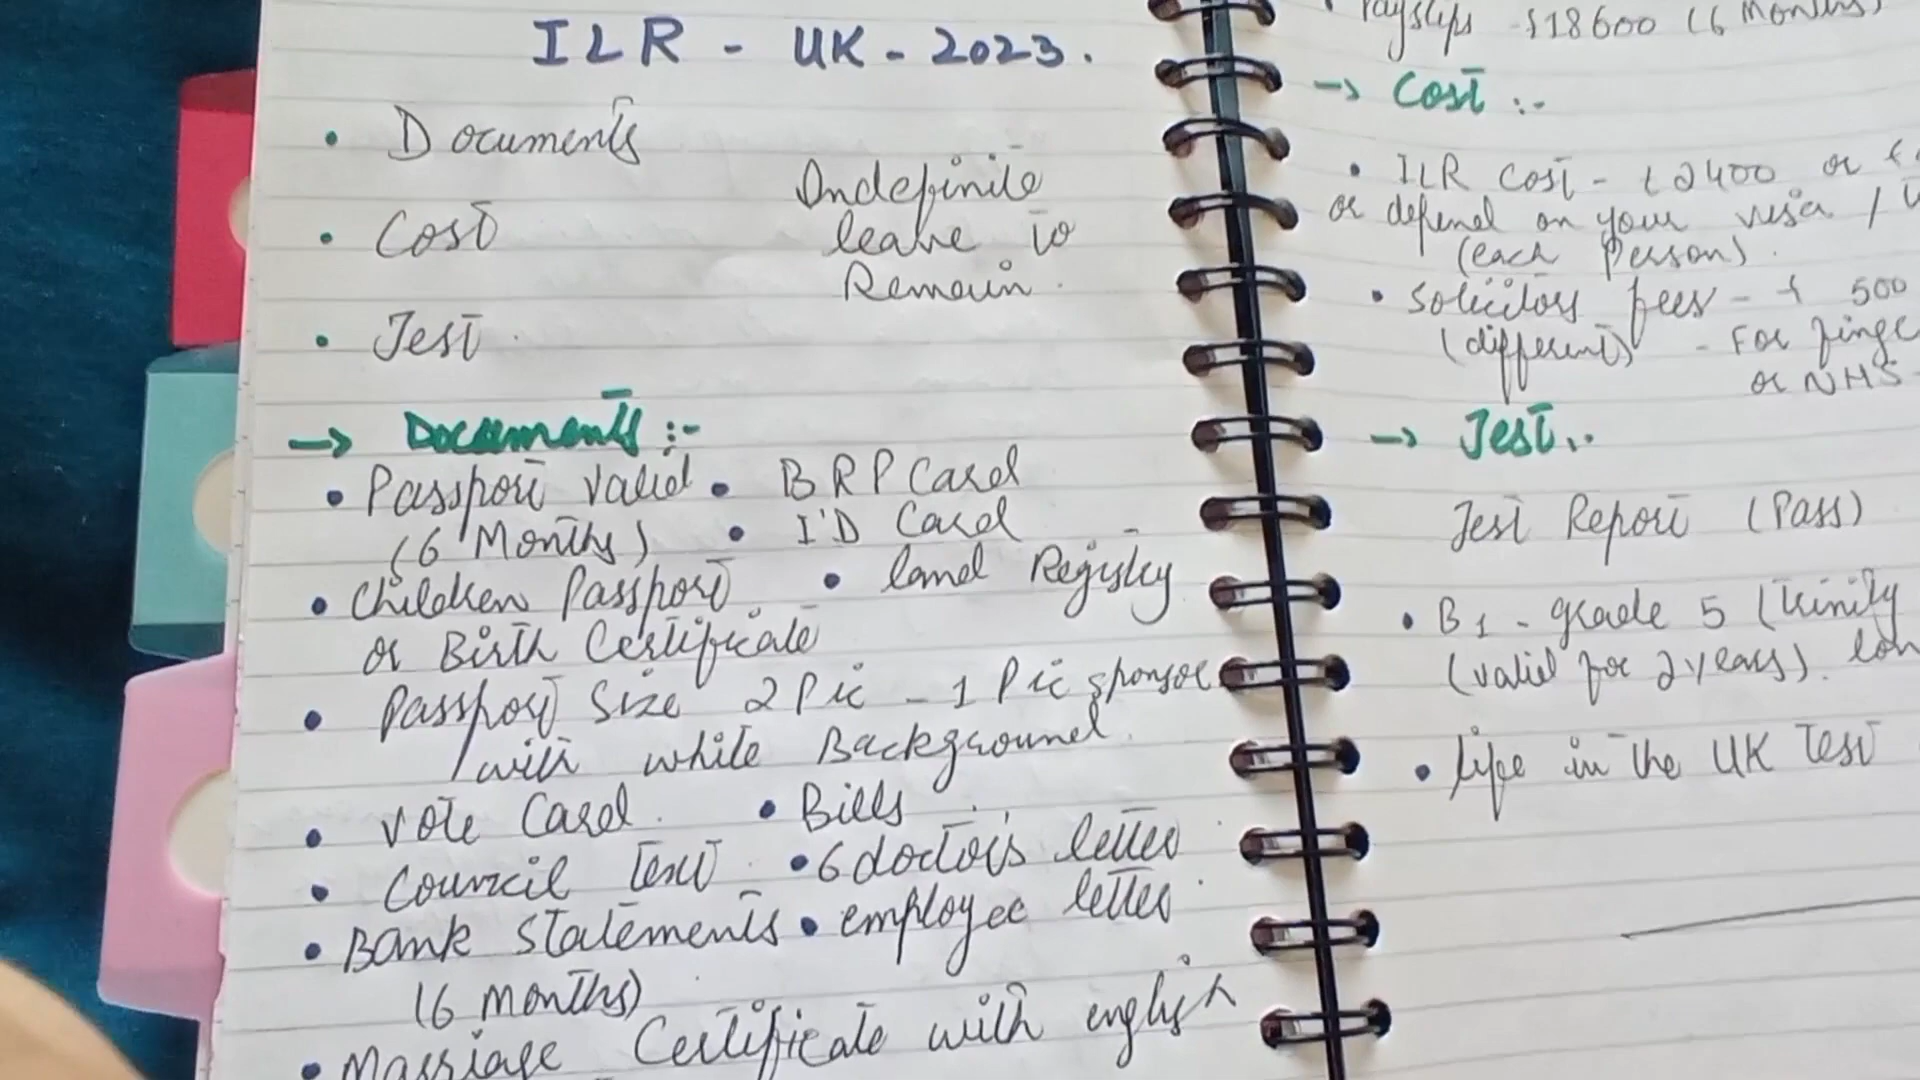 ILR - UK - 2023.
• Documents
Indefinite
• Cost
leave to
Remain.
• Test.
→ Documents :-
• Passport valid • BRP Card
(6 Months) • I'D Card
• Children Passport • land Registry
or Birth Certificate
• Passport Size 2 Pic - 1 Pic sponsor
with white Background.
• Vote Card. • Bills
• Council • 6 doctor's letter
• Bank statements • employee letter
(6 months)
• Marriage Certificate with english
• Payslips - 18600 (6 Months)
→ Cost :-
• ILR Cost - £2400 or
or depend on your visa /
(each Person).
• Solicitors fees - £ 500
(different) - For
or NHS
→ Test :-
Test Report (Pass)
• B1 - grade 5 (Trinity
(valid for 2 years).
• life in the UK Test